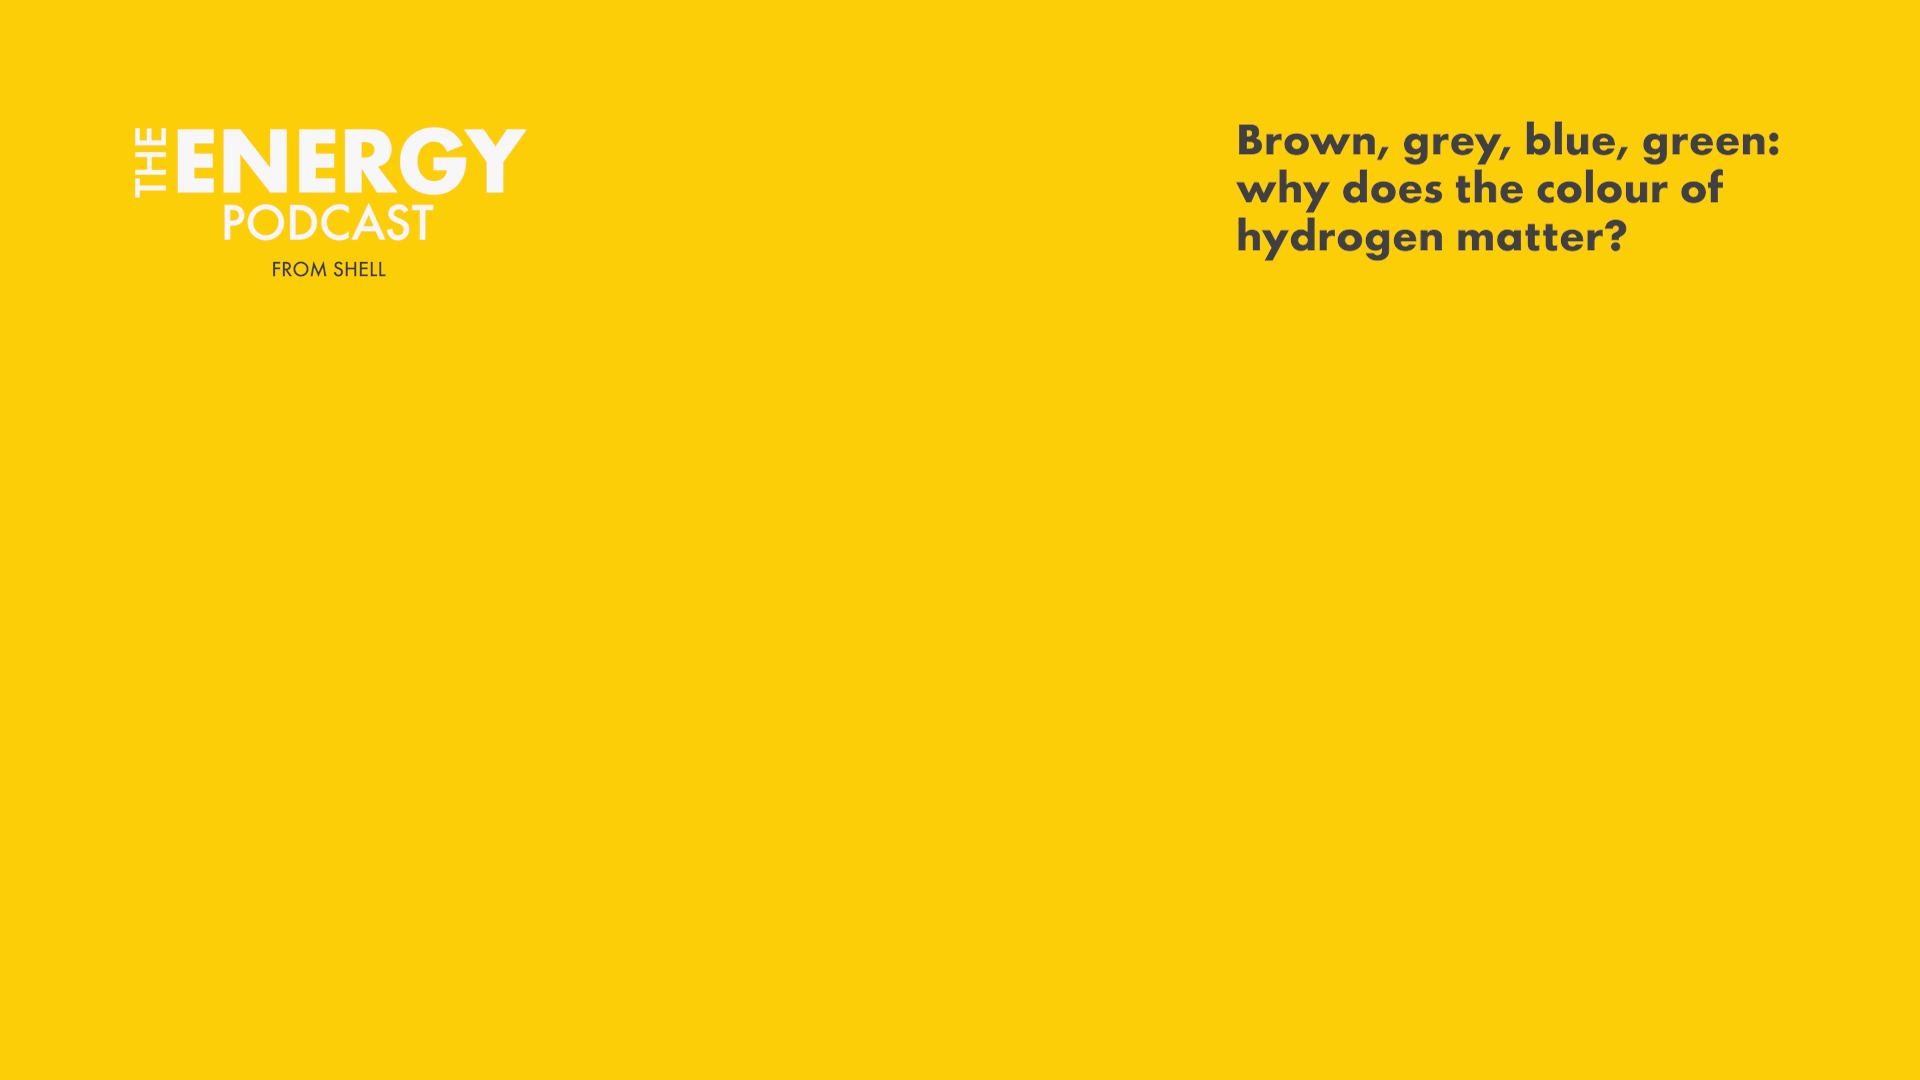 THE ENERGY
PODCAST
FROM SHELL
Brown, grey, blue, green:
why does the colour of
hydrogen matter?